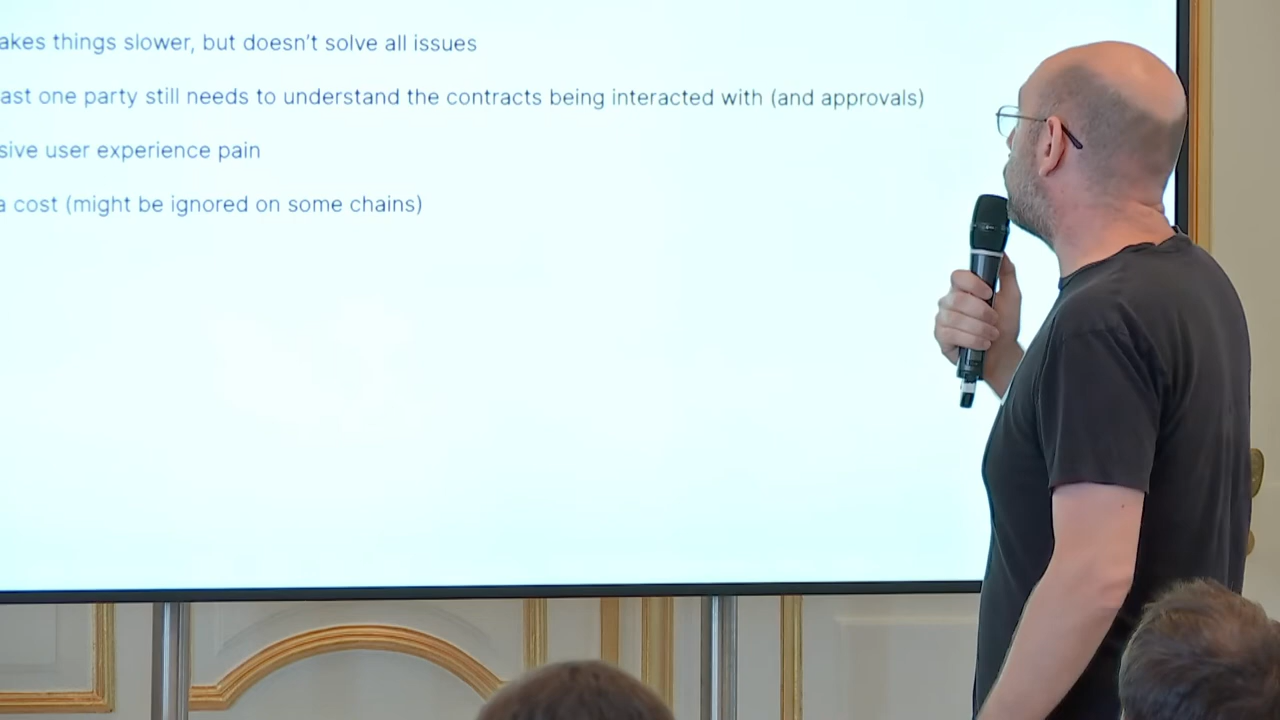 akes things slower, but doesn't solve all issues
ast one party still needs to understand the contracts being interacted with (and approvals)
sive user experience pain
a cost (might be ignored on some chains)